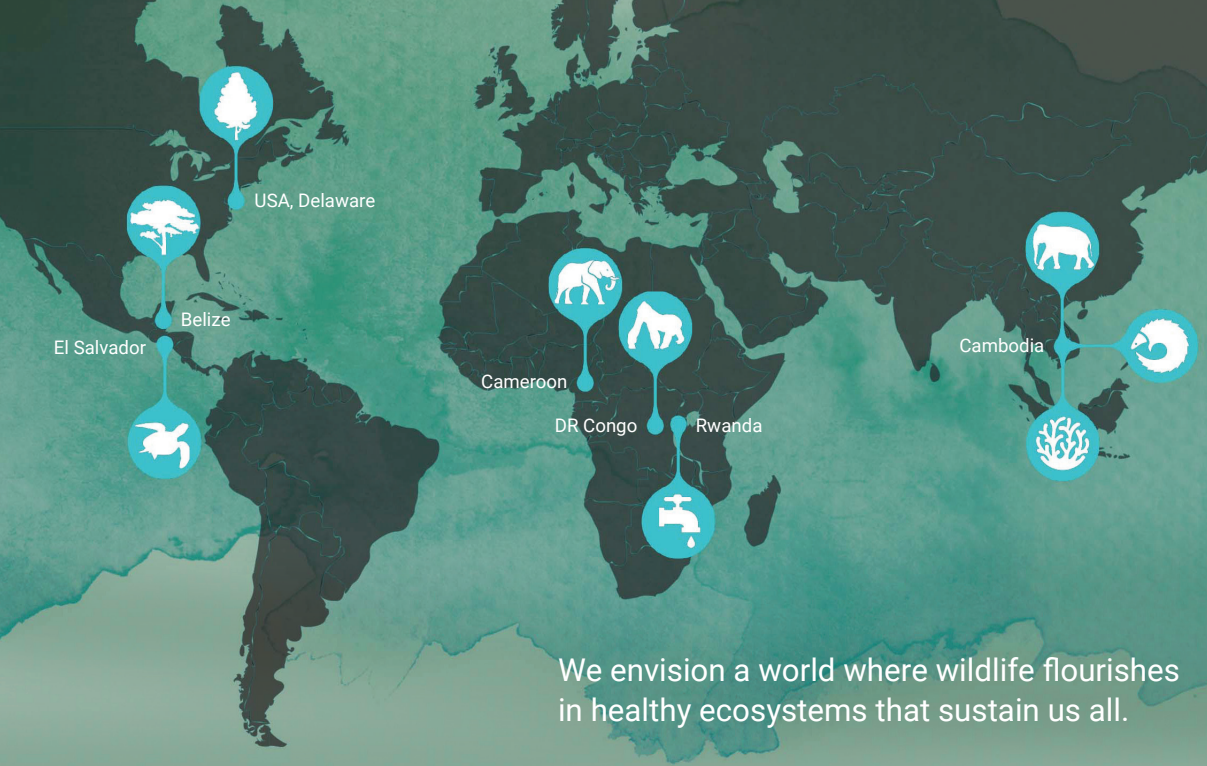 USA, Delaware
Belize
El Salvador
Cambodia
Cameroon
DR Congo
Rwanda
We envision a world where wildlife flourishes
in healthy ecosystems that sustain us all.